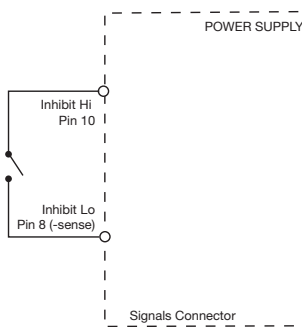 POWER SUPPLY
Inhibit Hi
Pin 10
Inhibit Lo
Pin 8 (-sense)
Signals Connector